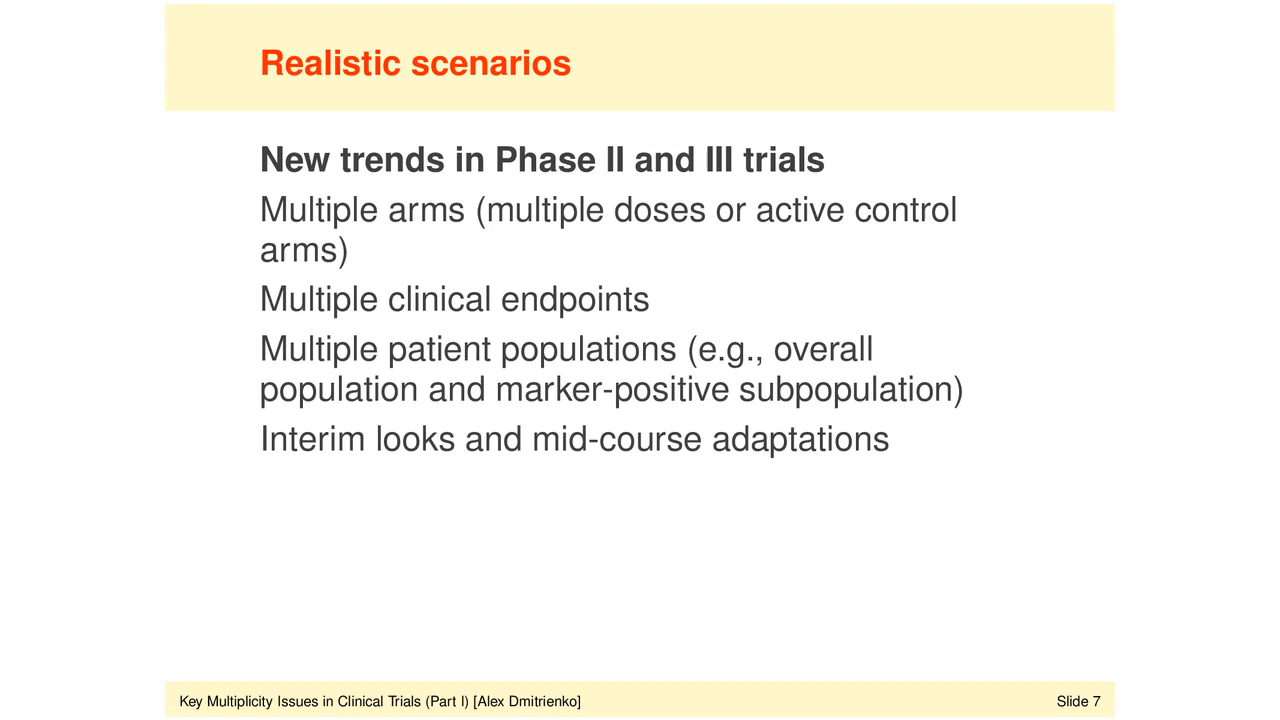 Realistic scenarios
New trends in Phase II and III trials
Multiple arms (multiple doses or active control
arms)
Multiple clinical endpoints
Multiple patient populations (e.g., overall
population and marker-positive subpopulation)
Interim looks and mid-course adaptations
Key Multiplicity Issues in Clinical Trials (Part I) [Alex Dmitrienko]
Slide 7